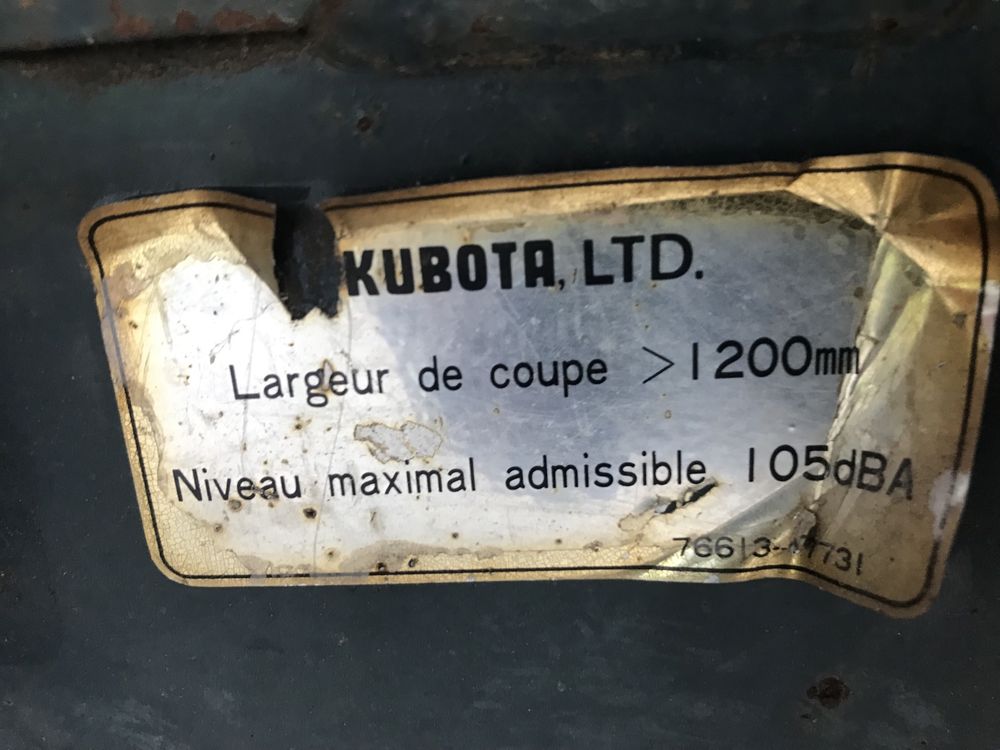 KUBOTA, LTD.
Largeur de coupe >1200mm
Niveau maximal admissible 105dBA